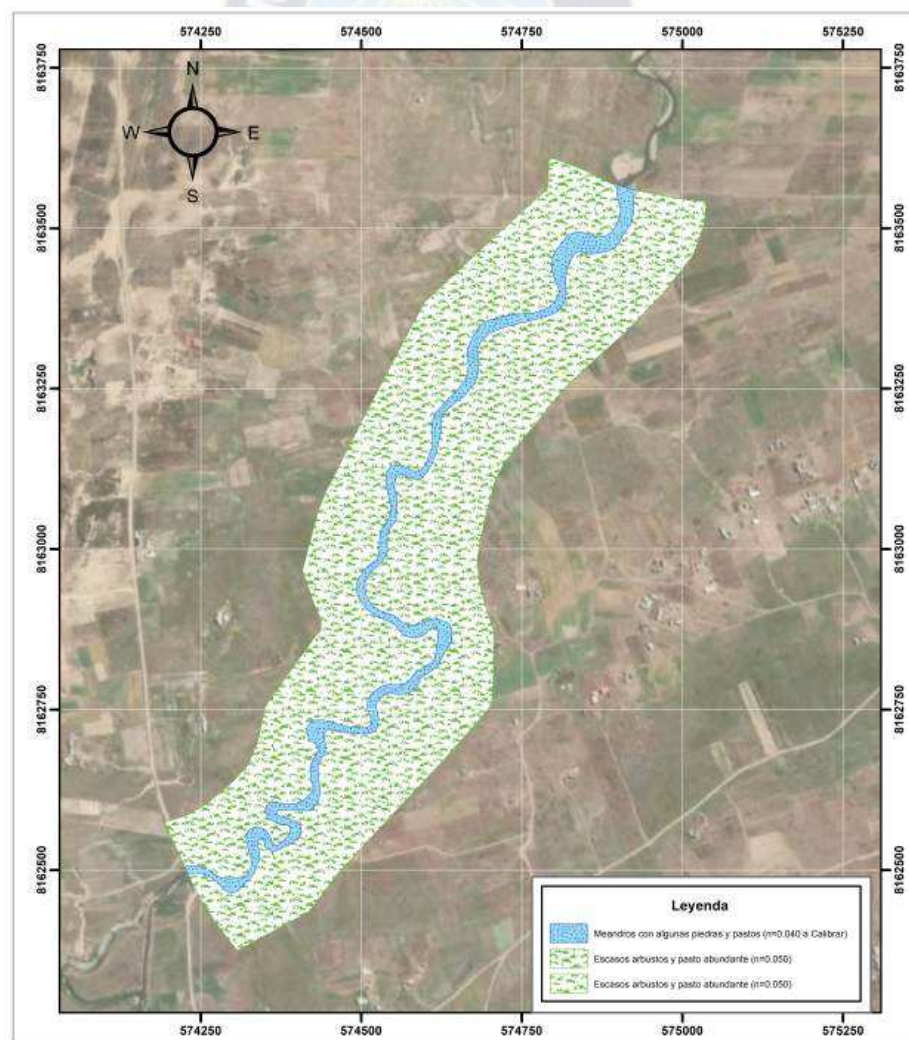 574250 574500 574750 575000 575250
8163750
8163750
N
W E
S
8163500
8163500
8163250
8163250
8163000
8163000
8162750
8162750
8162500
8162500
Leyenda
Meandros con algunas piedras y pastos (n=0.040 a Calibrar)
Escasos arbustos y pasto abundante (n=0.050)
Escasos arbustos y pasto abundante (n=0.050)
574250 574500 574750 575000 575250